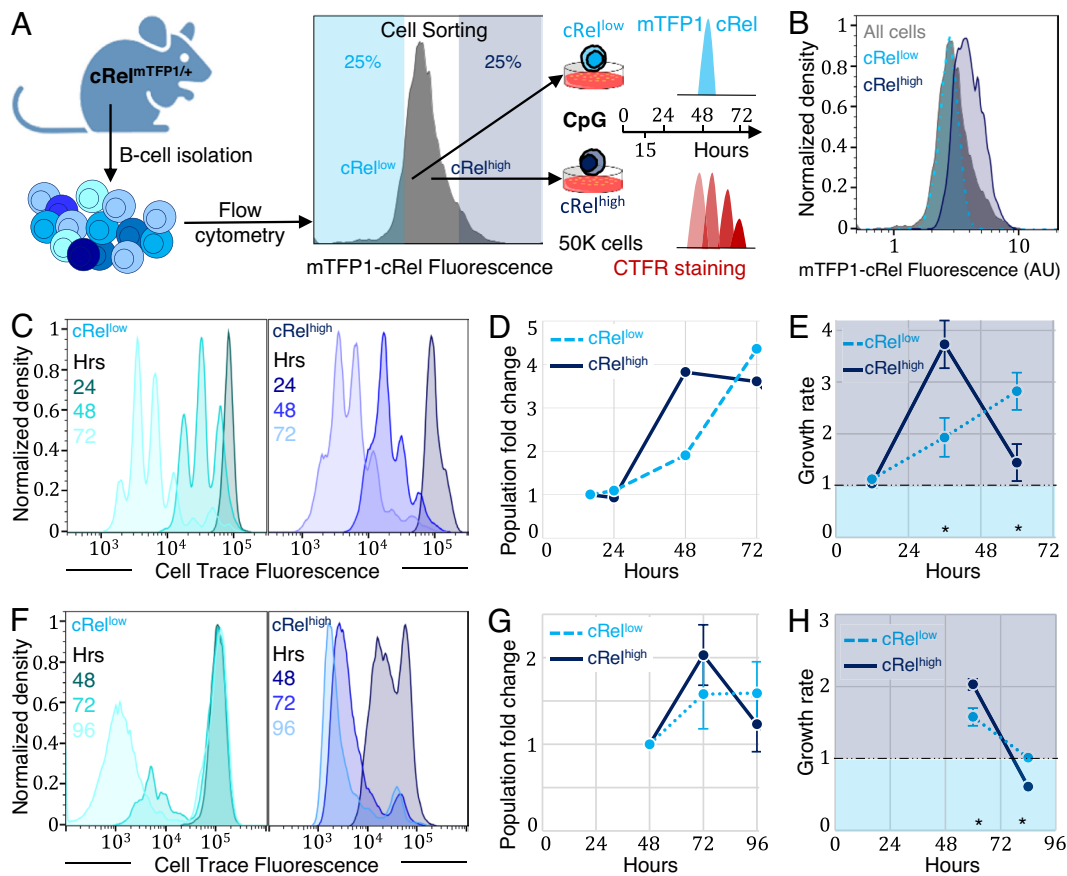 A
cRel^mTFP1/+
B-cell isolation
Flow
cytometry
Cell Sorting
25%
25%
cRel^low
cRel^high
mTFP1-cRel Fluorescence
cRel^low
mTFP1 cRel
0 24 48 72
CpG
15 Hours
cRel^high
50K cells
CTFR staining
B
Normalized density
1
0.8
0.6
0.4
0.2
0
All cells
cRel^low
cRel^high
1 10
mTFP1-cRel Fluorescence (AU)
C
Normalized density
1
0.8
0.6
0.4
0.2
0
cRel^low
Hrs
24
48
72
cRel^high
Hrs
24
48
72
10^3 10^4 10^5 10^3 10^4 10^5
Cell Trace Fluorescence
D
Population fold change
5
4
3
2
1
0
cRel^low
cRel^high
0 24 48 72
Hours
E
Growth rate
4
3
2
1
0
cRel^low
cRel^high
* *
0 24 48 72
Hours
F
Normalized density
1
0.8
0.6
0.4
0.2
0
cRel^low
Hrs
48
72
96
cRel^high
Hrs
48
72
96
10^3 10^4 10^5 10^3 10^4 10^5
Cell Trace Fluorescence
G
Population fold change
2
1
0
cRel^low
cRel^high
0 24 48 72 96
Hours
H
Growth rate
3
2
1
0
cRel^low
cRel^high
* *
0 24 48 72 96
Hours